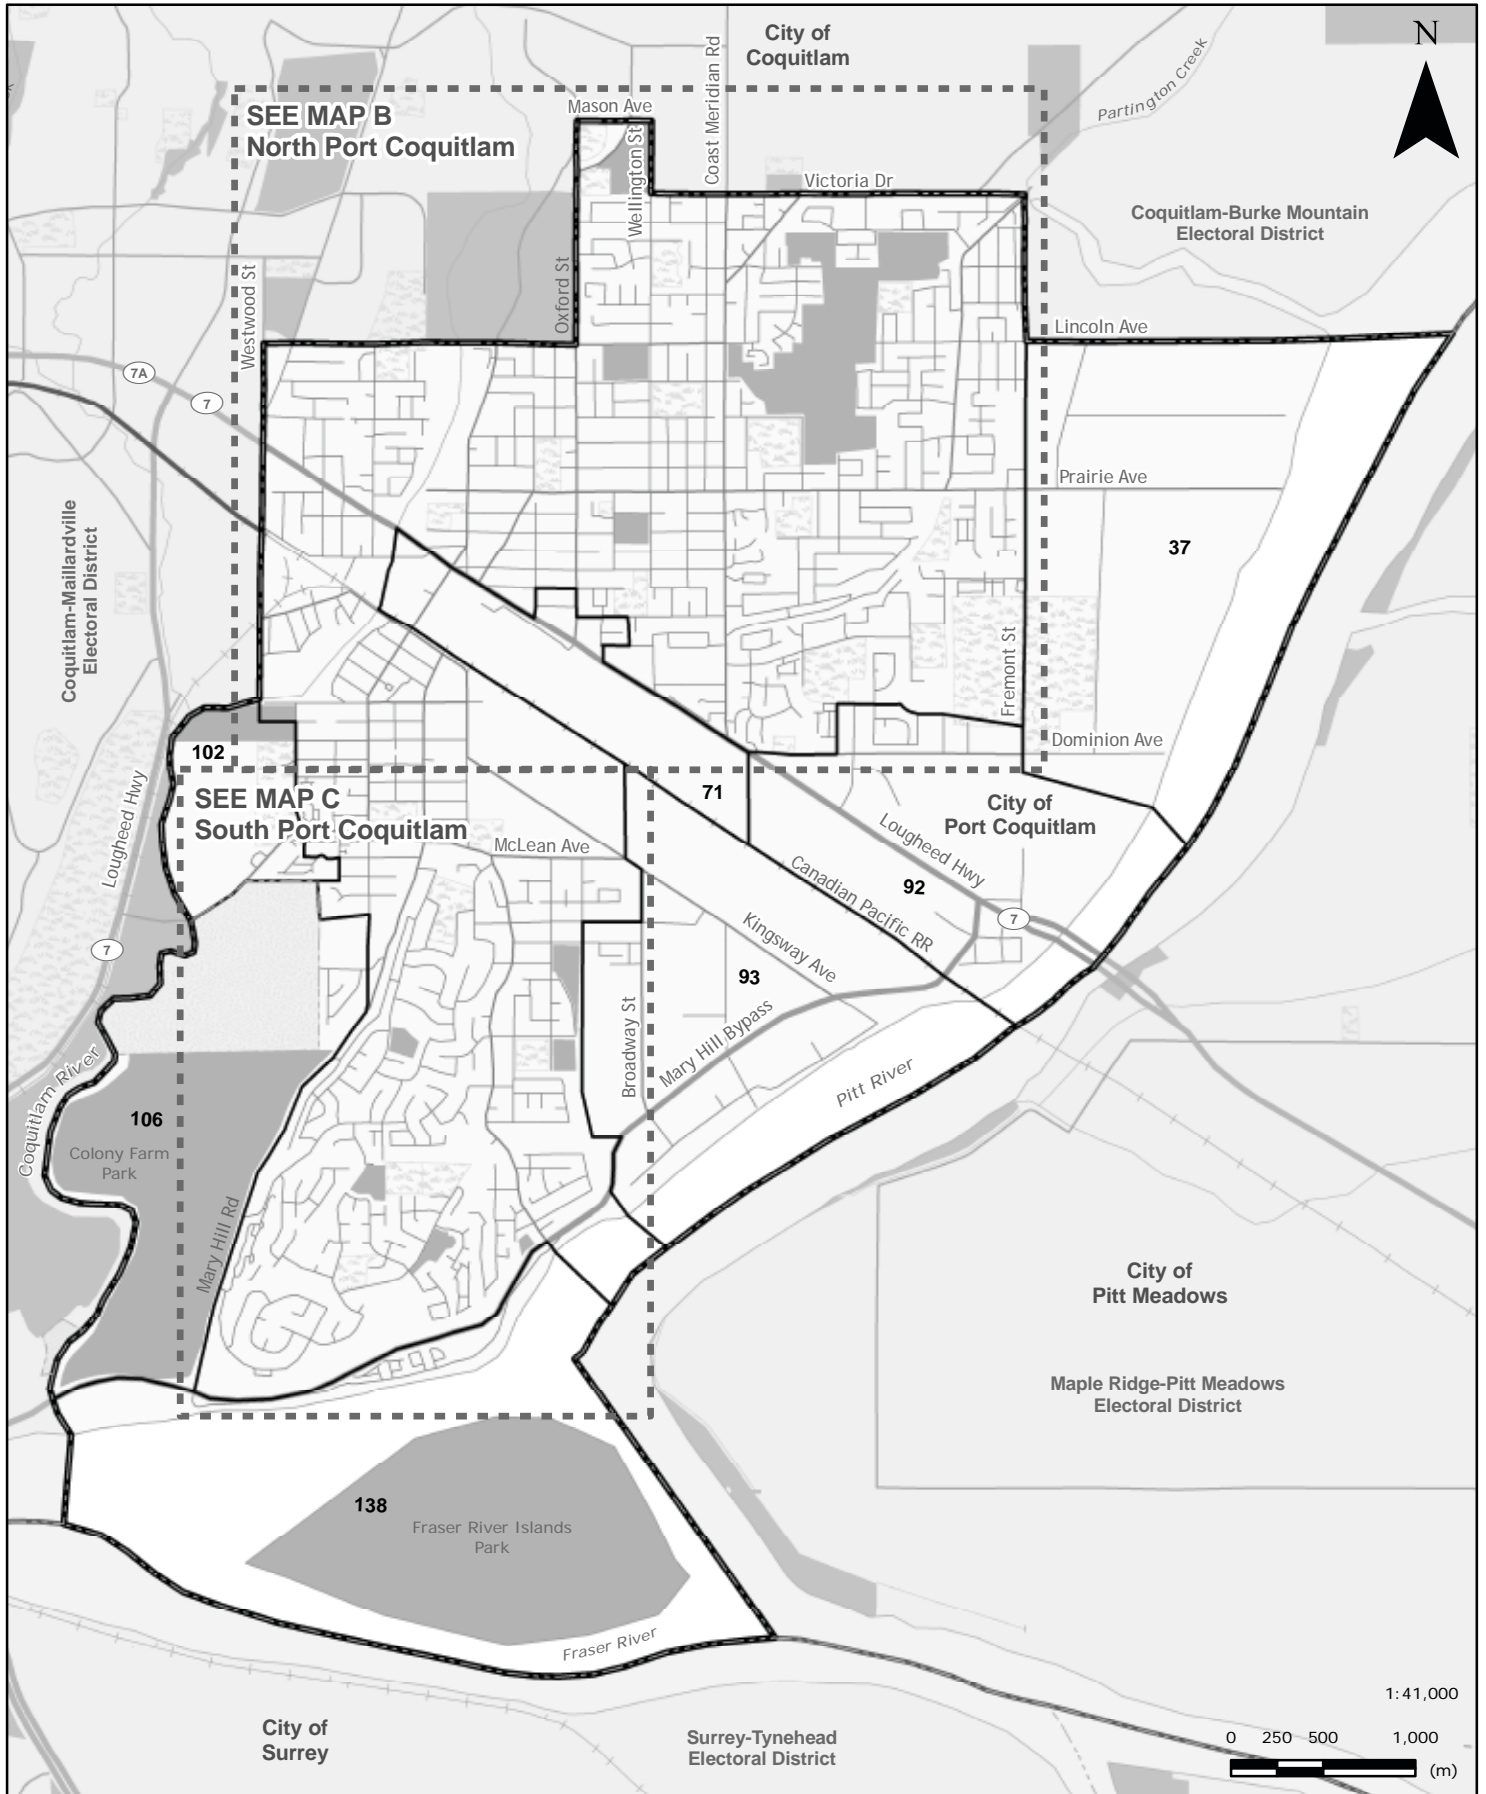 City of
Coquitlam
N
Coast Meridian Rd
Partington Creek
SEE MAP B
North Port Coquitlam
Mason Ave
Wellington St
Victoria Dr
Coquitlam-Burke Mountain
Electoral District
Westwood St
Oxford St
Lincoln Ave
7A
7
Prairie Ave
37
Coquitlam-Maillardville
Electoral District
Fremont St
Dominion Ave
102
71
SEE MAP C
South Port Coquitlam
City of
Port Coquitlam
Lougheed Hwy
McLean Ave
Lougheed Hwy
92
Canadian Pacific RR
7
7
Kingsway Ave
93
Broadway St
Mary Hill Bypass
Pitt River
Coquitlam River
106
Colony Farm
Park
Mary Hill Rd
City of
Pitt Meadows
Maple Ridge-Pitt Meadows
Electoral District
138
Fraser River Islands
Park
Fraser River
City of
Surrey
Surrey-Tynehead
Electoral District
1:41,000
0 250 500 1,000
(m)